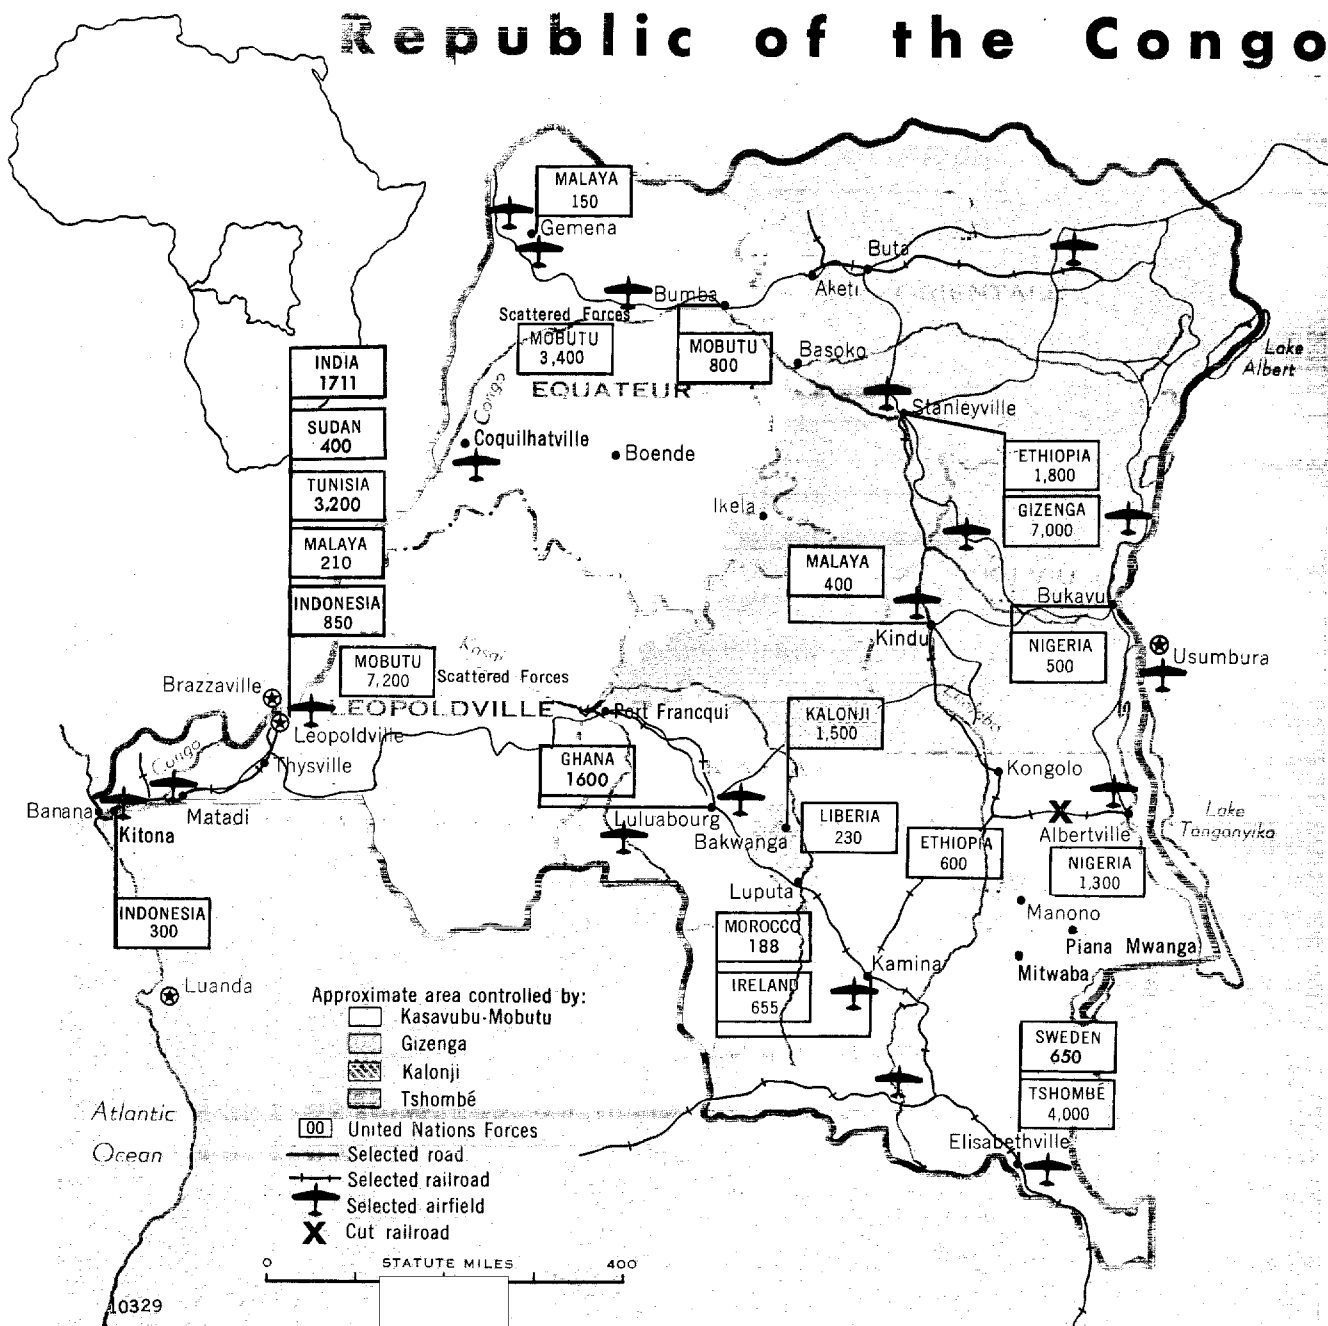 Republic of the Congo
MALAYA
150
Gemena
Buta
Aketi
Bumba
Scattered Forces
MOBUTU
3,400
MOBUTU
800
Basoko
EQUATEUR
Congo
Lake
Albert
INDIA
1711
SUDAN
400
TUNISIA
3,200
MALAYA
210
INDONESIA
850
Coquilhatville
Boende
Stanleyville
ETHIOPIA
1,800
GIZENGA
7,000
Ikela
MALAYA
400
Bukavu
Kindu
NIGERIA
500
Usumbura
MOBUTU
7,200
Scattered Forces
Kasai
Brazzaville
LEOPOLDVILLE
Leopoldville
Port Francqui
KALONJI
1,500
Congo
Thysville
GHANA
1600
Kongolo
Banana
Kitona
Matadi
Luluabourg
Bakwanga
LIBERIA
230
ETHIOPIA
600
Albertville
Lake
Tanganyika
NIGERIA
1,300
Luputa
Manono
INDONESIA
300
MOROCCO
188
Piana Mwanga
Kamina
Mitwaba
IRELAND
655
Luanda
Approximate area controlled by:
Kasavubu-Mobutu
Gizenga
Kalonji
Tshombé
00 United Nations Forces
Selected road
Selected railroad
Selected airfield
X Cut railroad
SWEDEN
650
TSHOMBÉ
4,000
Elisabethville
Atlantic
Ocean
0 STATUTE MILES 400
10329